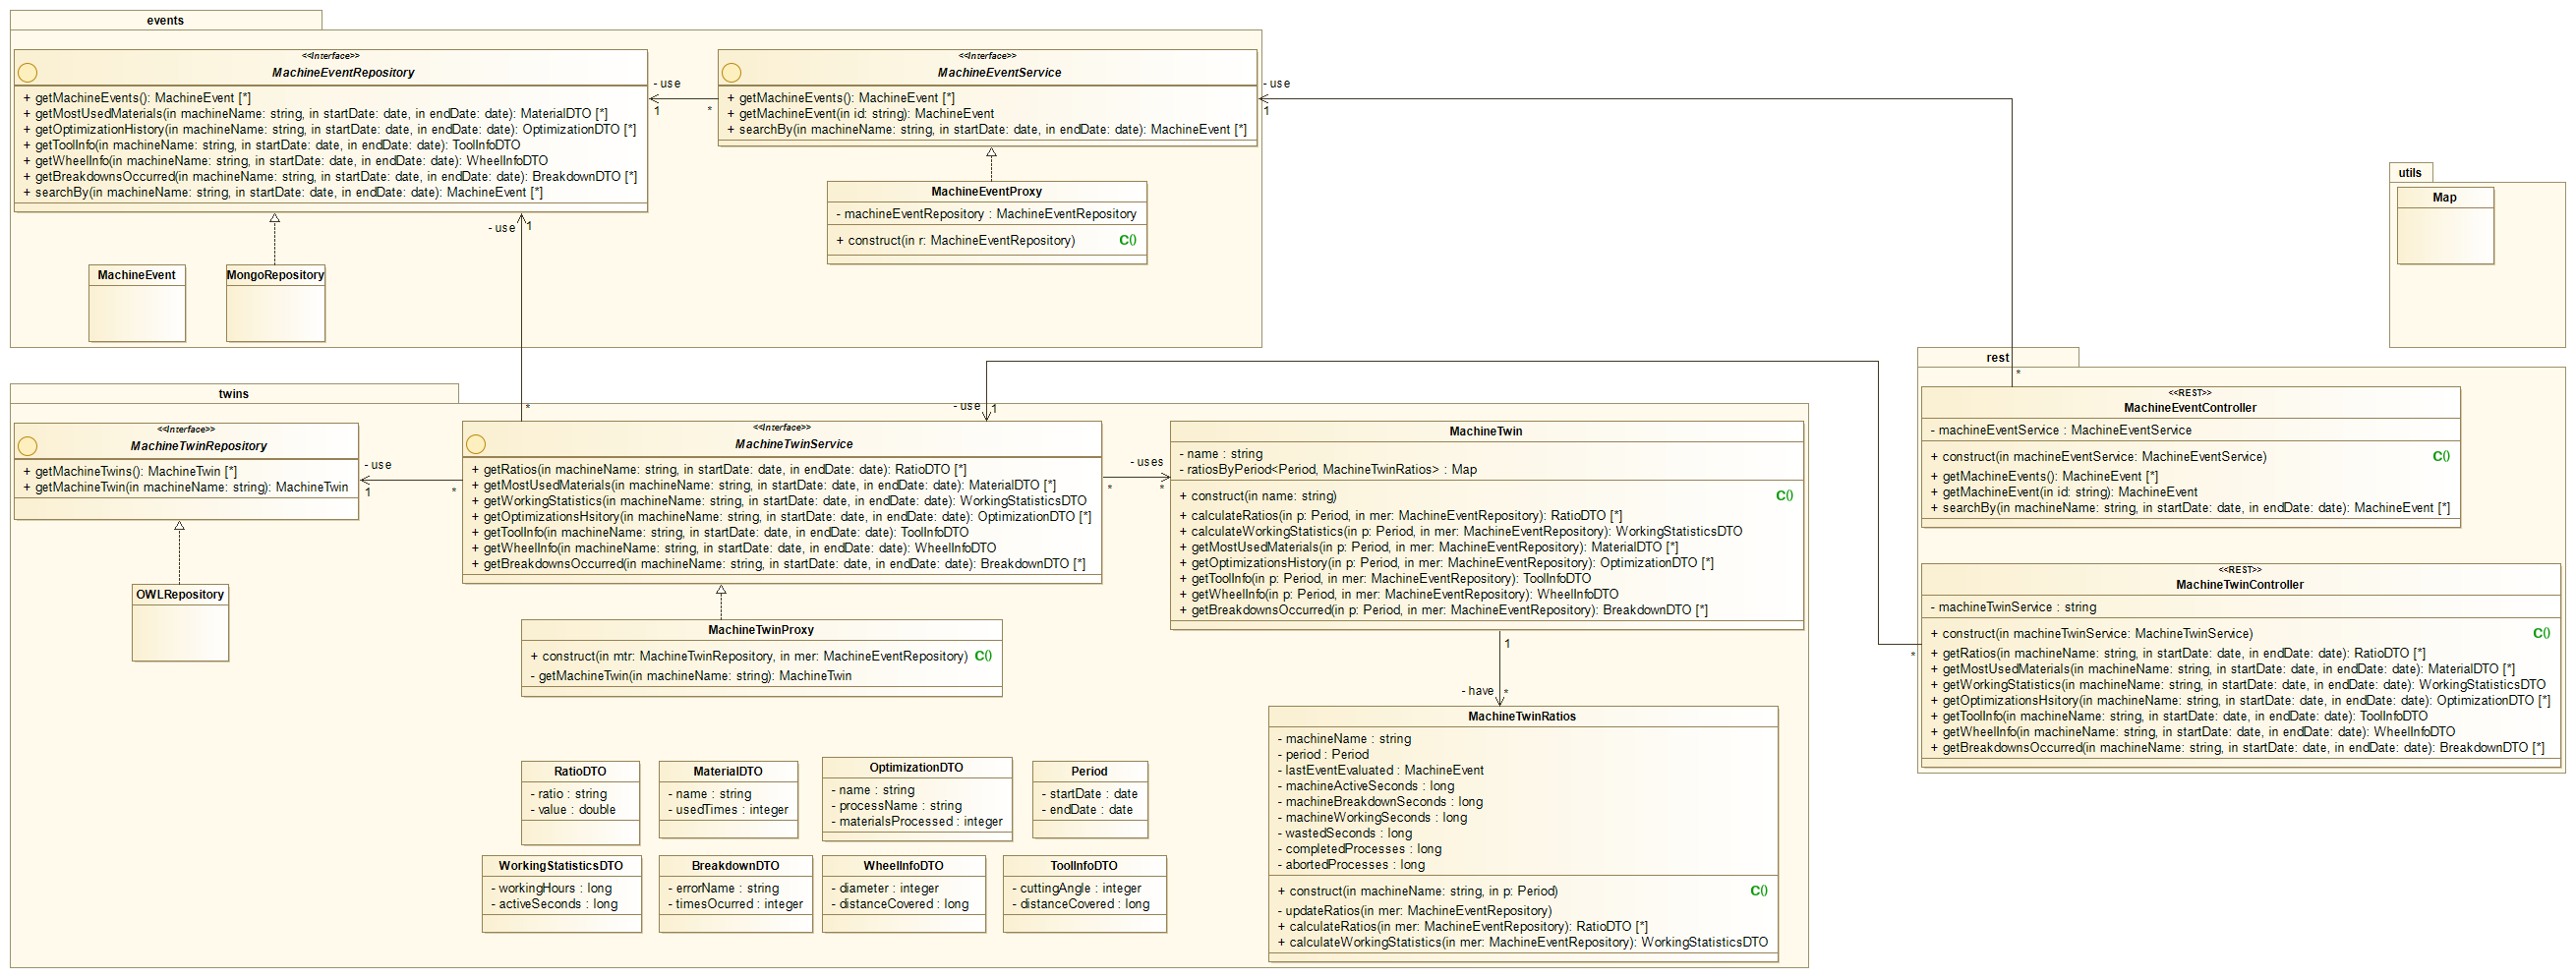 events
<<Interface>>
MachineEventRepository
+ getMachineEvents(): MachineEvent [*]
+ getMostUsedMaterials(in machineName: string, in startDate: date, in endDate: date): MaterialDTO [*]
+ getOptimizationHistory(in machineName: string, in startDate: date, in endDate: date): OptimizationDTO [*]
+ getToolInfo(in machineName: string, in startDate: date, in endDate: date): ToolInfoDTO
+ getWheelInfo(in machineName: string, in startDate: date, in endDate: date): WheelInfoDTO
+ getBreakdownsOccurred(in machineName: string, in startDate: date, in endDate: date): BreakdownDTO [*]
+ searchBy(in machineName: string, in startDate: date, in endDate: date): MachineEvent [*]
- use
1
*
<<Interface>>
MachineEventService
+ getMachineEvents(): MachineEvent [*]
+ getMachineEvent(in id: string): MachineEvent
+ searchBy(in machineName: string, in startDate: date, in endDate: date): MachineEvent [*]
- use
1
MachineEventProxy
- machineEventRepository : MachineEventRepository
+ construct(in r: MachineEventRepository) C()
- use
1
MachineEvent
MongoRepository
utils
Map
twins
<<Interface>>
MachineTwinRepository
+ getMachineTwins(): MachineTwin [*]
+ getMachineTwin(in machineName: string): MachineTwin
OWLRepository
- use
1
*
*
- use
1
<<Interface>>
MachineTwinService
+ getRatios(in machineName: string, in startDate: date, in endDate: date): RatioDTO [*]
+ getMostUsedMaterials(in machineName: string, in startDate: date, in endDate: date): MaterialDTO [*]
+ getWorkingStatistics(in machineName: string, in startDate: date, in endDate: date): WorkingStatisticsDTO
+ getOptimizationsHsitory(in machineName: string, in startDate: date, in endDate: date): OptimizationDTO [*]
+ getToolInfo(in machineName: string, in startDate: date, in endDate: date): ToolInfoDTO
+ getWheelInfo(in machineName: string, in startDate: date, in endDate: date): WheelInfoDTO
+ getBreakdownsOccurred(in machineName: string, in startDate: date, in endDate: date): BreakdownDTO [*]
- uses
*
*
MachineTwinProxy
+ construct(in mtr: MachineTwinRepository, in mer: MachineEventRepository) C()
- getMachineTwin(in machineName: string): MachineTwin
MachineTwin
- name : string
- ratiosByPeriod<Period, MachineTwinRatios> : Map
+ construct(in name: string) C()
+ calculateRatios(in p: Period, in mer: MachineEventRepository): RatioDTO [*]
+ calculateWorkingStatistics(in p: Period, in mer: MachineEventRepository): WorkingStatisticsDTO
+ getMostUsedMaterials(in p: Period, in mer: MachineEventRepository): MaterialDTO [*]
+ getOptimizationsHistory(in p: Period, in mer: MachineEventRepository): OptimizationDTO [*]
+ getToolInfo(in p: Period, in mer: MachineEventRepository): ToolInfoDTO
+ getWheelInfo(in p: Period, in mer: MachineEventRepository): WheelInfoDTO
+ getBreakdownsOccurred(in p: Period, in mer: MachineEventRepository): BreakdownDTO [*]
1
- have
*
MachineTwinRatios
- machineName : string
- period : Period
- lastEventEvaluated : MachineEvent
- machineActiveSeconds : long
- machineBreakdownSeconds : long
- machineWorkingSeconds : long
- wastedSeconds : long
- completedProcesses : long
- abortedProcesses : long
+ construct(in machineName: string, in p: Period) C()
- updateRatios(in mer: MachineEventRepository)
+ calculateRatios(in mer: MachineEventRepository): RatioDTO [*]
+ calculateWorkingStatistics(in mer: MachineEventRepository): WorkingStatisticsDTO
RatioDTO
- ratio : string
- value : double
MaterialDTO
- name : string
- usedTimes : integer
OptimizationDTO
- name : string
- processName : string
- materialsProcessed : integer
Period
- startDate : date
- endDate : date
WorkingStatisticsDTO
- workingHours : long
- activeSeconds : long
BreakdownDTO
- errorName : string
- timesOcurred : integer
WheelInfoDTO
- diameter : integer
- distanceCovered : long
ToolInfoDTO
- cuttingAngle : integer
- distanceCovered : long
rest
*
<<REST>>
MachineEventController
- machineEventService : MachineEventService
+ construct(in machineEventService: MachineEventService) C()
+ getMachineEvents(): MachineEvent [*]
+ getMachineEvent(in id: string): MachineEvent
+ searchBy(in machineName: string, in startDate: date, in endDate: date): MachineEvent [*]
*
<<REST>>
MachineTwinController
- machineTwinService : string
+ construct(in machineTwinService: MachineTwinService) C()
+ getRatios(in machineName: string, in startDate: date, in endDate: date): RatioDTO [*]
+ getMostUsedMaterials(in machineName: string, in startDate: date, in endDate: date): MaterialDTO [*]
+ getWorkingStatistics(in machineName: string, in startDate: date, in endDate: date): WorkingStatisticsDTO
+ getOptimizationsHsitory(in machineName: string, in startDate: date, in endDate: date): OptimizationDTO [*]
+ getToolInfo(in machineName: string, in startDate: date, in endDate: date): ToolInfoDTO
+ getWheelInfo(in machineName: string, in startDate: date, in endDate: date): WheelInfoDTO
+ getBreakdownsOccurred(in machineName: string, in startDate: date, in endDate: date): BreakdownDTO [*]